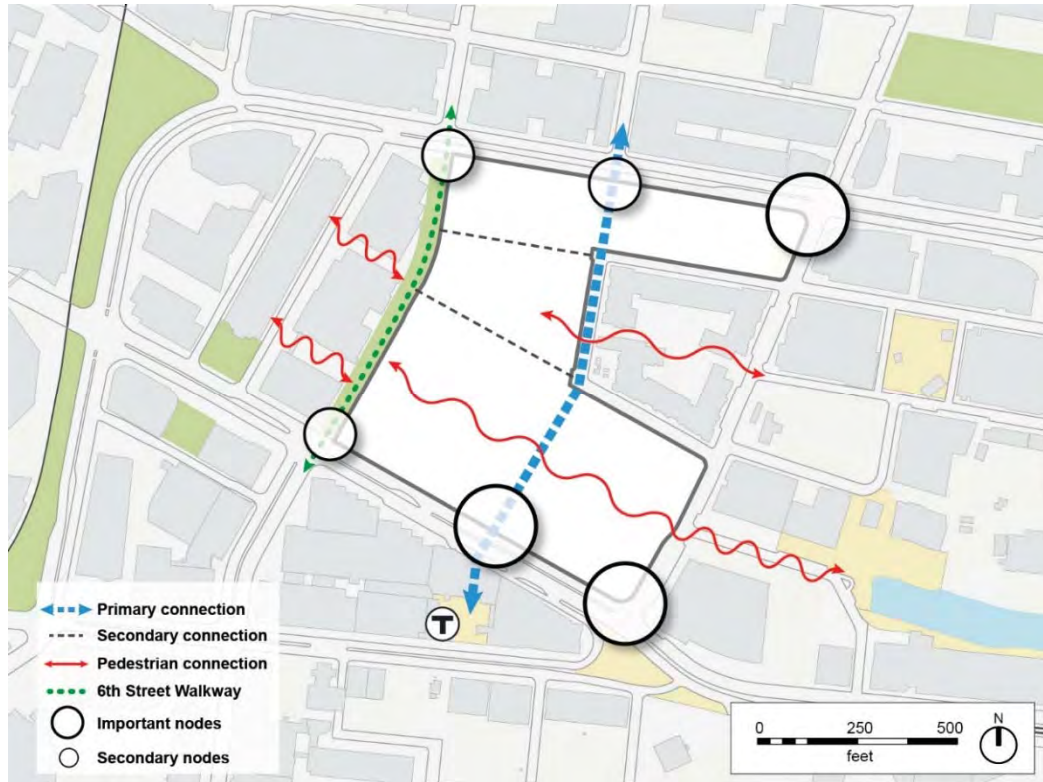 T
Primary connection
Secondary connection
Pedestrian connection
6th Street Walkway
Important nodes
Secondary nodes
0 250 500
feet
N